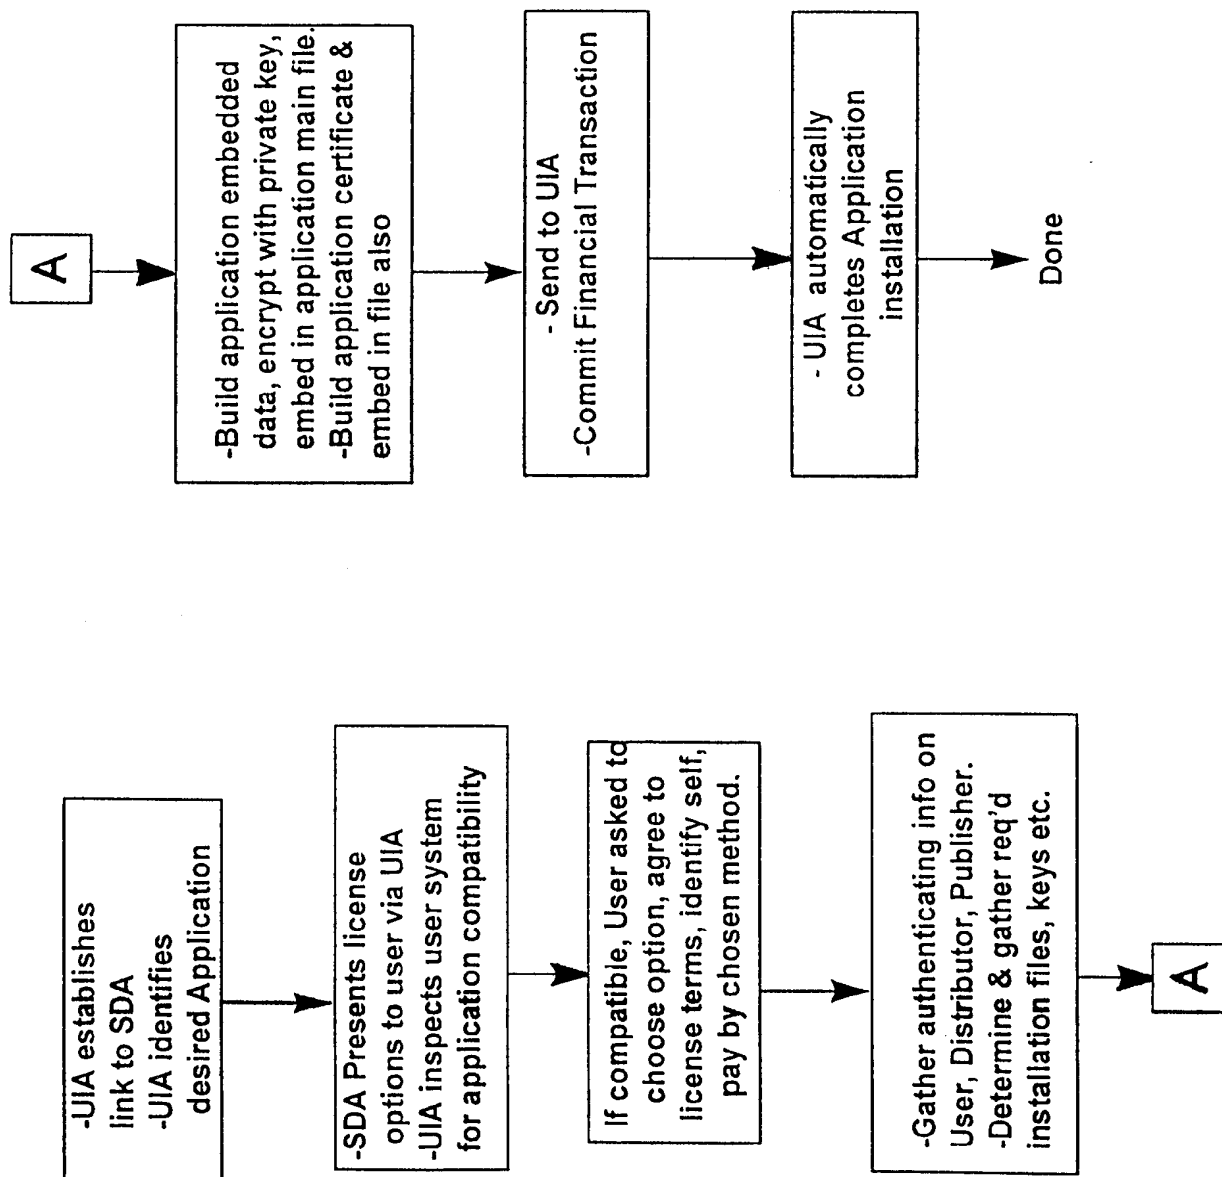 -UIA establishes
link to SDA
-UIA identifies
desired Application
-SDA Presents license
options to user via UIA
-UIA inspects user system
for application compatibility
If compatible, User asked to
choose option, agree to
license terms, identify self,
pay by chosen method.
-Gather authenticating info on
User, Distributor, Publisher.
-Determine & gather req'd
installation files, keys etc.
A
A
-Build application embedded
data, encrypt with private key,
embed in application main file.
-Build application certificate &
embed in file also
- Send to UIA
-Commit Financial Transaction
- UIA automatically
completes Application
installation
Done